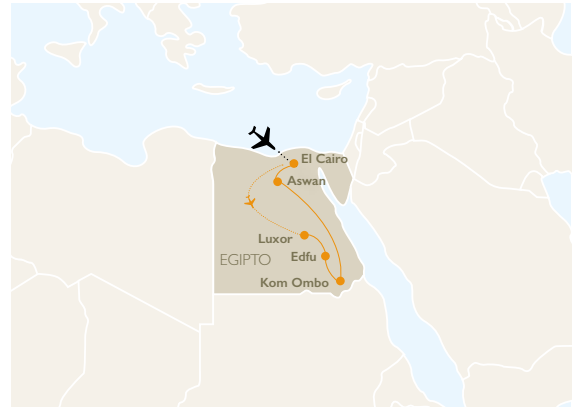 El Cairo
Aswan
Luxor
Edfu
EGIPTO
Kom Ombo